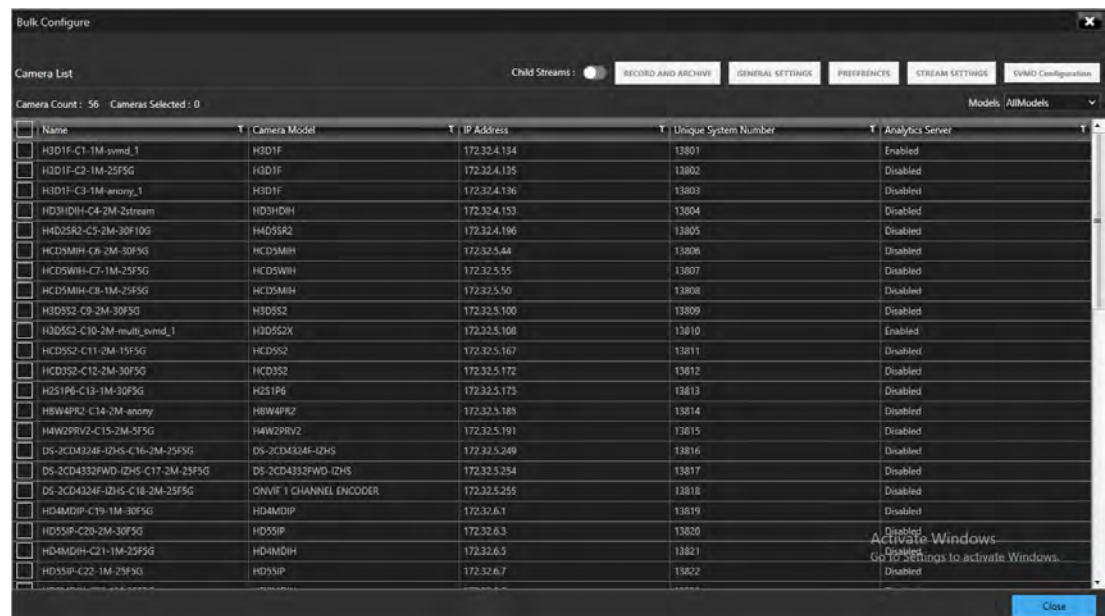 Bulk Configure
Camera List Child Streams : RECORD AND ARCHIVE GENERAL SETTINGS PREFERENCES STREAM SETTINGS SVMD Configuration
Camera Count : 56 Cameras Selected : 0 Models AllModels
Name Camera Model IP Address Unique System Number Analytics Server
H3D1F-C1-1M-svmd_1 H3D1F 172.32.4.134 13801 Enabled
H3D1F-C2-1M-25F5G H3D1F 172.32.4.135 13802 Disabled
H3D1F-C3-1M-anony_1 H3D1F 172.32.4.136 13803 Disabled
HD3HDIH-C4-2M-2stream HD3HDIH 172.32.4.153 13804 Disabled
H4D2SR2-C5-2M-30F10G H4D5SR2 172.32.4.196 13805 Disabled
HCD5MIH-C6-2M-30F5G HCD5MIH 172.32.5.44 13806 Disabled
HCD5WIH-C7-1M-25F5G HCD5WIH 172.32.5.55 13807 Disabled
HCD5MIH-C8-1M-25F5G HCD5MIH 172.32.5.50 13808 Disabled
H3D5S2-C9-2M-30F5G H3D5S2 172.32.5.100 13809 Disabled
H3D5S2-C10-2M-multi_svmd_1 H3D5S2X 172.32.5.108 13810 Enabled
HCD5S2-C11-2M-15F5G HCD5S2 172.32.5.167 13811 Disabled
HCD3S2-C12-2M-30F5G HCD3S2 172.32.5.172 13812 Disabled
H2S1P6-C13-1M-30F5G H2S1P6 172.32.5.175 13813 Disabled
HBW4PR2-C14-2M-anony HBW4PR2 172.32.5.185 13814 Disabled
H4W2PRV2-C15-2M-5F5G H4W2PRV2 172.32.5.191 13815 Disabled
DS-2CD4324F-IZHS-C16-2M-25F5G DS-2CD4324F-IZHS 172.32.5.249 13816 Disabled
DS-2CD4332FWD-IZHS-C17-2M-25F5G DS-2CD4332FWD-IZHS 172.32.5.254 13817 Disabled
DS-2CD4324F-IZHS-C18-2M-25F5G ONVIF 1 CHANNEL ENCODER 172.32.5.255 13818 Disabled
HD4MDIP-C19-1M-30F5G HD4MDIP 172.32.6.1 13819 Disabled
HD55IP-C20-2M-30F5G HD55IP 172.32.6.3 13820 Disabled
Activate Windows
HD4MDIH-C21-1M-25F5G HD4MDIH 172.32.6.5 13821 Disabled
Go to Settings to activate Windows.
HD55IP-C22-1M-25F5G HD55IP 172.32.6.7 13822 Disabled
Close